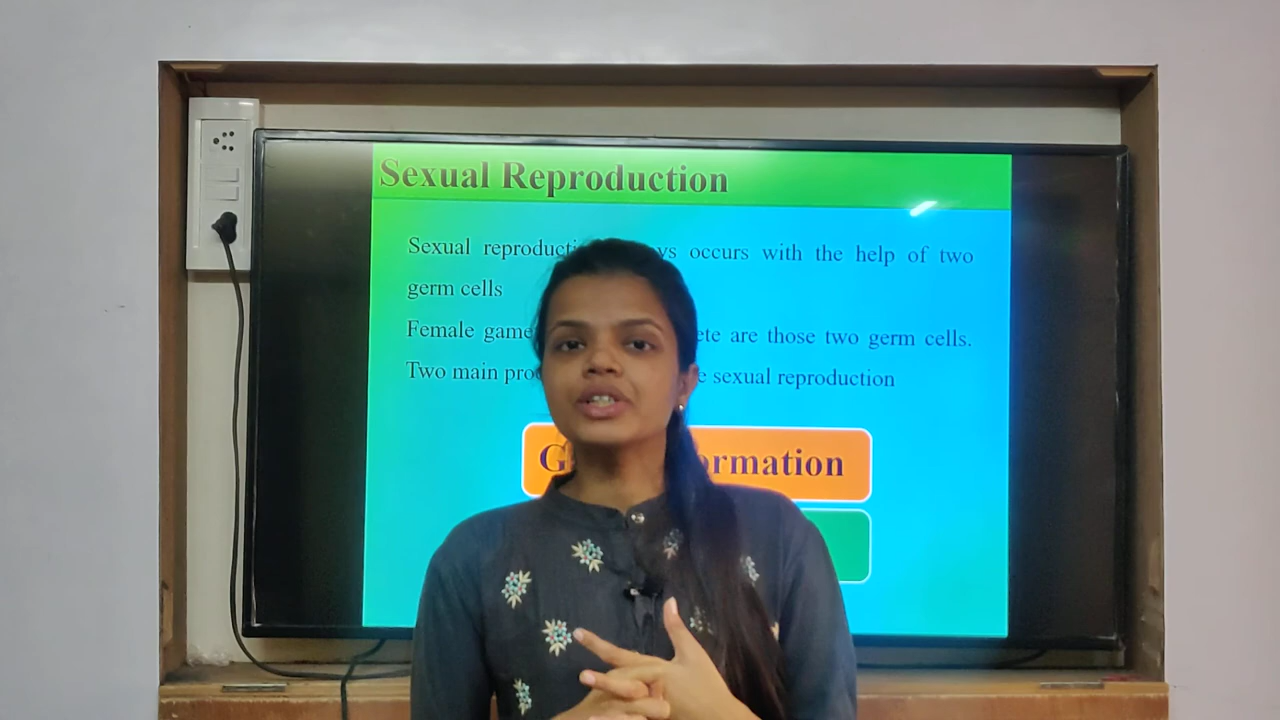 Sexual Reproduction
Sexual reproducti ys occurs with the help of two
germ cells
Female game ete are those two germ cells.
Two main pro e sexual reproduction
G ormation